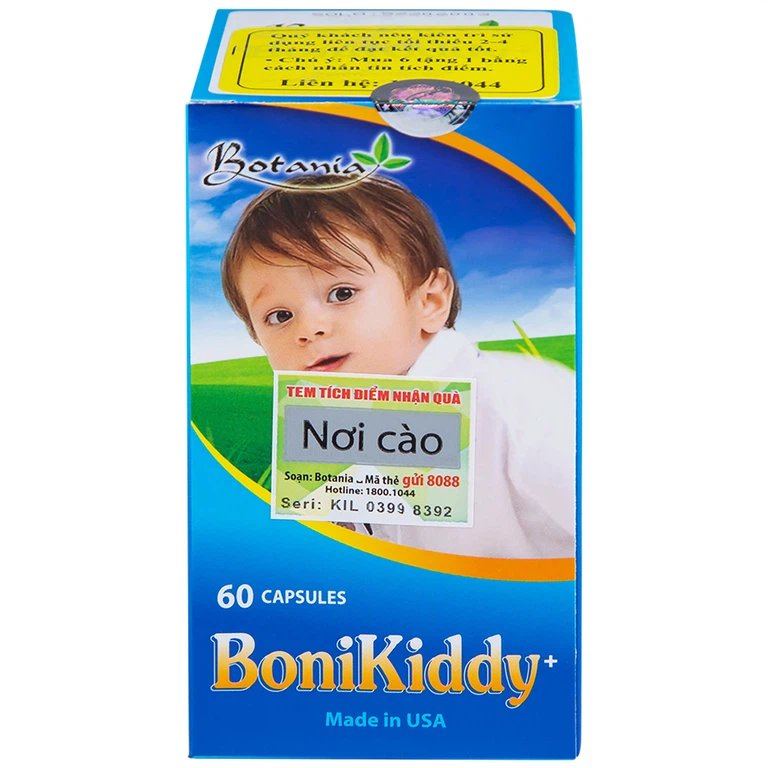 Quý khách nên kiên trì sử
dụng liên tục tối thiểu 2-4
tháng để đạt kết quả tốt.
• Chú ý: Mua 6 tặng 1 bằng
cách nhắn tin tích điểm.
Liên hệ: 044
Botania
TEM TÍCH ĐIỂM NHẬN QUÀ
Nơi cào
Soạn: Botania ⎵ Mã thẻ gửi 8088
Hotline: 1800.1044
Seri: KIL 0399 8392
60 CAPSULES
BoniKiddy+
Made in USA